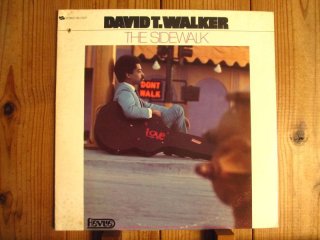 DAVID T. WALKER
THE SIDEWALK
DONT
WALK
LOVE